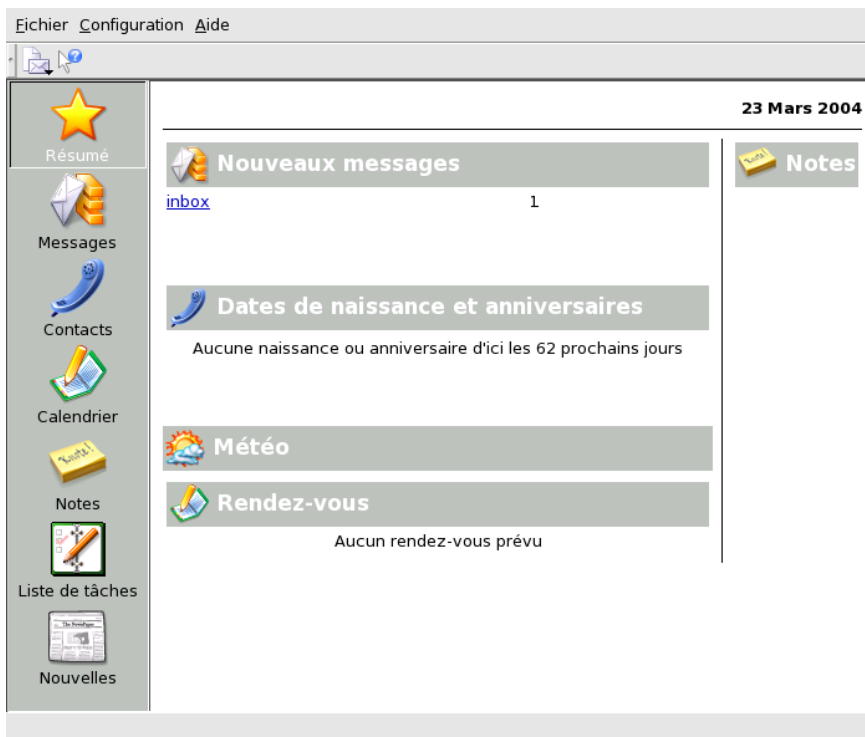 Fichier Configuration Aide
23 Mars 2004
Résumé
Messages
Contacts
Calendrier
Notes
Liste de tâches
Nouvelles
Nouveaux messages
inbox 1
Dates de naissance et anniversaires
Aucune naissance ou anniversaire d'ici les 62 prochains jours
Météo
Rendez-vous
Aucun rendez-vous prévu
Notes